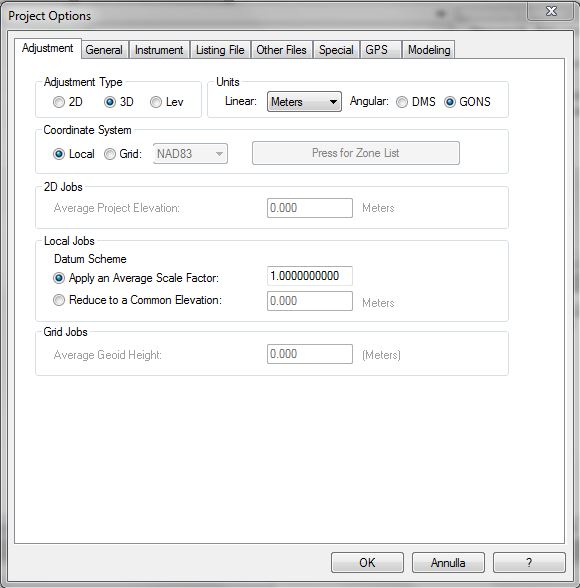 Project Options
Adjustment General Instrument Listing File Other Files Special GPS Modeling
Adjustment Type
2D 3D Lev
Units
Linear: Meters Angular: DMS GONS
Coordinate System
Local Grid: NAD83 Press for Zone List
2D Jobs
Average Project Elevation: 0.000 Meters
Local Jobs
Datum Scheme
Apply an Average Scale Factor: 1.0000000000
Reduce to a Common Elevation: 0.000 Meters
Grid Jobs
Average Geoid Height: 0.000 (Meters)
OK Annulla ?